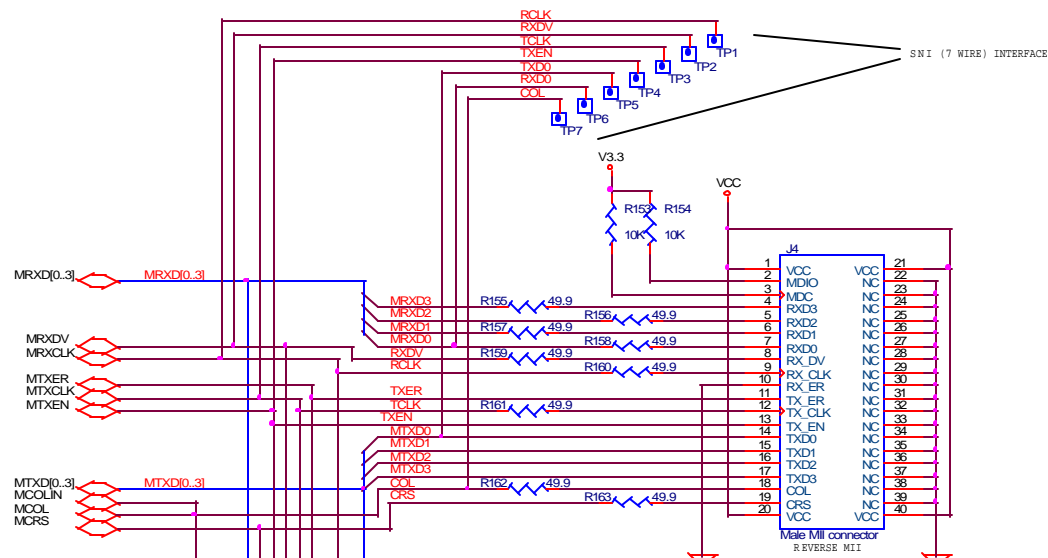 RCLK
RXDV
TCLK
TXEN
TXD0
RXD0
COL
TP1
TP2
TP3
TP4
TP5
TP6
TP7
SNI (7 WIRE) INTERFACE
V3.3
VCC
R153
R154
10K
10K
J4
MRXD[0..3]
MRXD[0..3]
MRXDV
MRXCLK
MTXER
MTXCLK
MTXEN
MTXD[0..3]
MTXD[0..3]
MCOLIN
MCOL
MCRS
MRXD3
R155
49.9
MRXD2
R156
49.9
MRXD1
R157
49.9
MRXD0
R158
49.9
RXDV
R159
49.9
RCLK
R160
49.9
TXER
TCLK
R161
49.9
TXEN
MTXD0
MTXD1
MTXD2
MTXD3
COL
R162
49.9
CRS
R163
49.9
1 VCC VCC 21
2 MDIO NC 22
3 MDC NC 23
4 RXD3 NC 24
5 RXD2 NC 25
6 RXD1 NC 26
7 RXD0 NC 27
8 RX_DV NC 28
9 RX_CLK NC 29
10 RX_ER NC 30
11 TX_ER NC 31
12 TX_CLK NC 32
13 TX_EN NC 33
14 TXD0 NC 34
15 TXD1 NC 35
16 TXD2 NC 36
17 TXD3 NC 37
18 COL NC 38
19 CRS NC 39
20 VCC VCC 40
Male MII connector
REVERSE MII